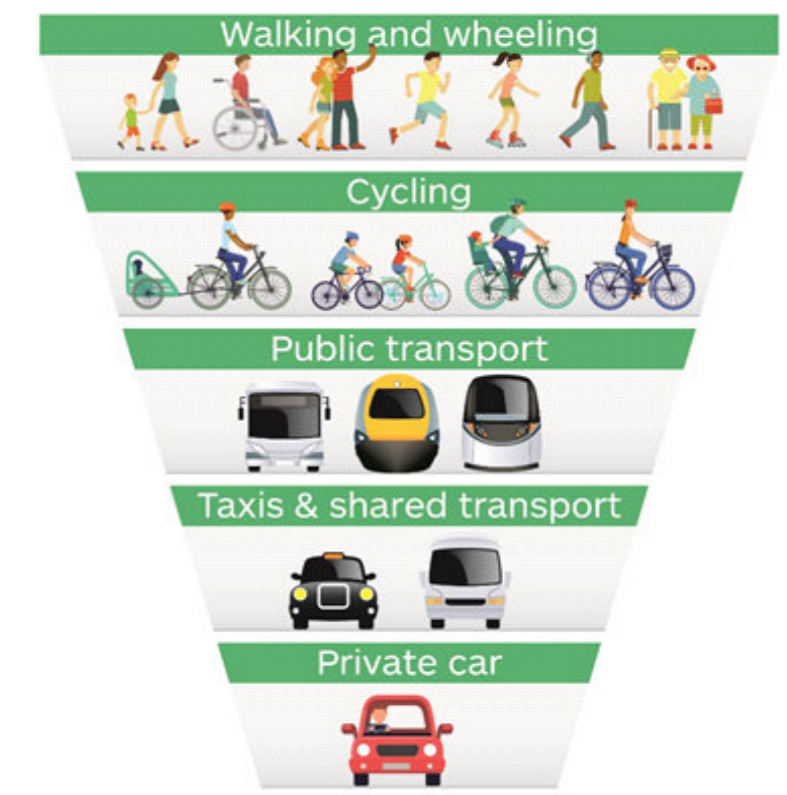 Walking and wheeling
Cycling
Public transport
Taxis & shared transport
Private car